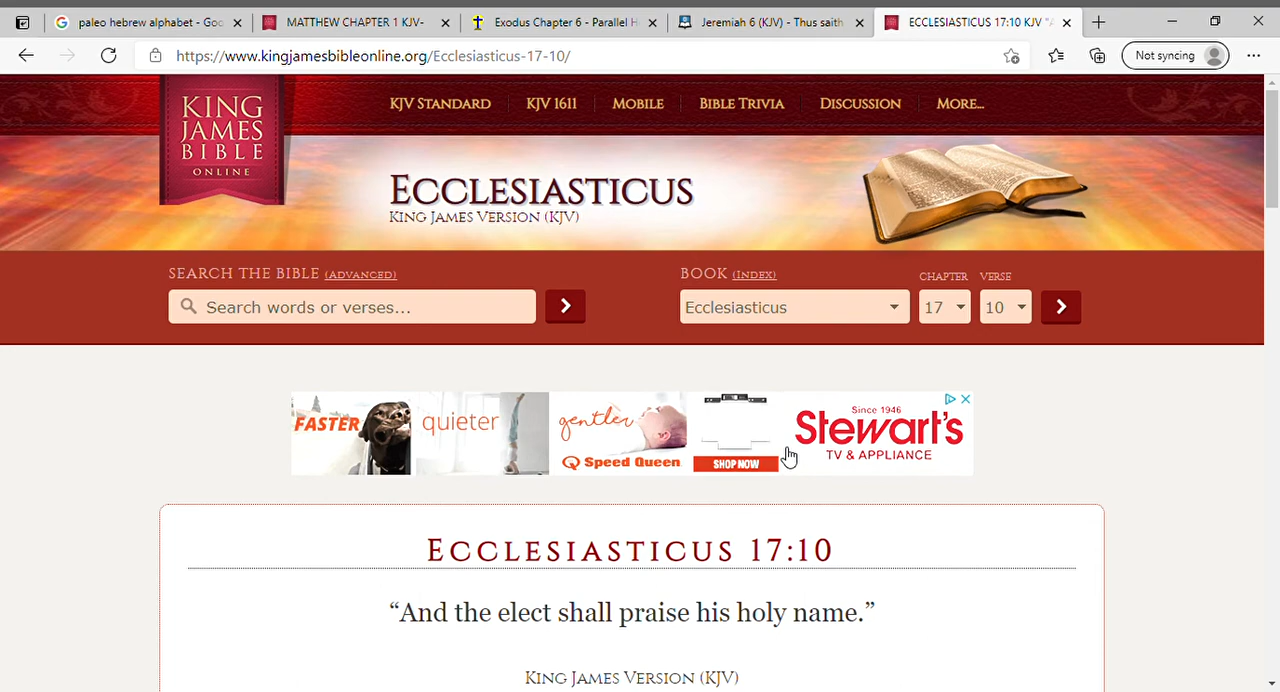 paleo hebrew alphabet - Goo
MATTHEW CHAPTER 1 KJV-
Exodus Chapter 6 - Parallel H
Jeremiah 6 (KJV) - Thus saith
ECCLESIASTICUS 17:10 KJV "A
https://www.kingjamesbibleonline.org/Ecclesiasticus-17-10/
Not syncing
KING
JAMES
BIBLE
ONLINE
KJV STANDARD
KJV 1611
MOBILE
BIBLE TRIVIA
DISCUSSION
MORE...
ECCLESIASTICUS
KING JAMES VERSION (KJV)
SEARCH THE BIBLE (ADVANCED)
BOOK (INDEX)
CHAPTER
VERSE
Search words or verses...
Ecclesiasticus
17
10
FASTER
quieter
gentler
Speed Queen
SHOP NOW
Since 1946
Stewart's
TV & APPLIANCE
ECCLESIASTICUS 17:10
“And the elect shall praise his holy name.”
KING JAMES VERSION (KJV)